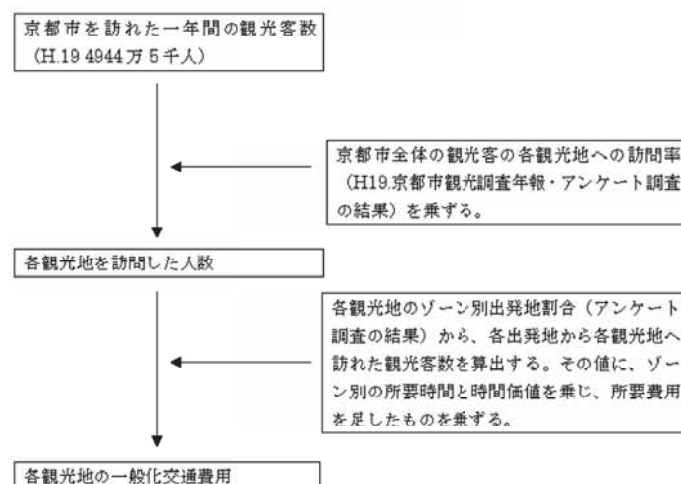 京都市を訪れた一年間の観光客数
（H.19 4944万5千人）
京都市全体の観光客の各観光地への訪問率
（H19.京都市観光調査年報・アンケート調査
の結果）を乗ずる。
各観光地を訪問した人数
各観光地のゾーン別出発地割合（アンケート
調査の結果）から、各出発地から各観光地へ
訪れた観光客数を算出する。その値に、ゾー
ン別の所要時間と時間価値を乗じ、所要費用
を足したものを乗ずる。
各観光地の一般化交通費用